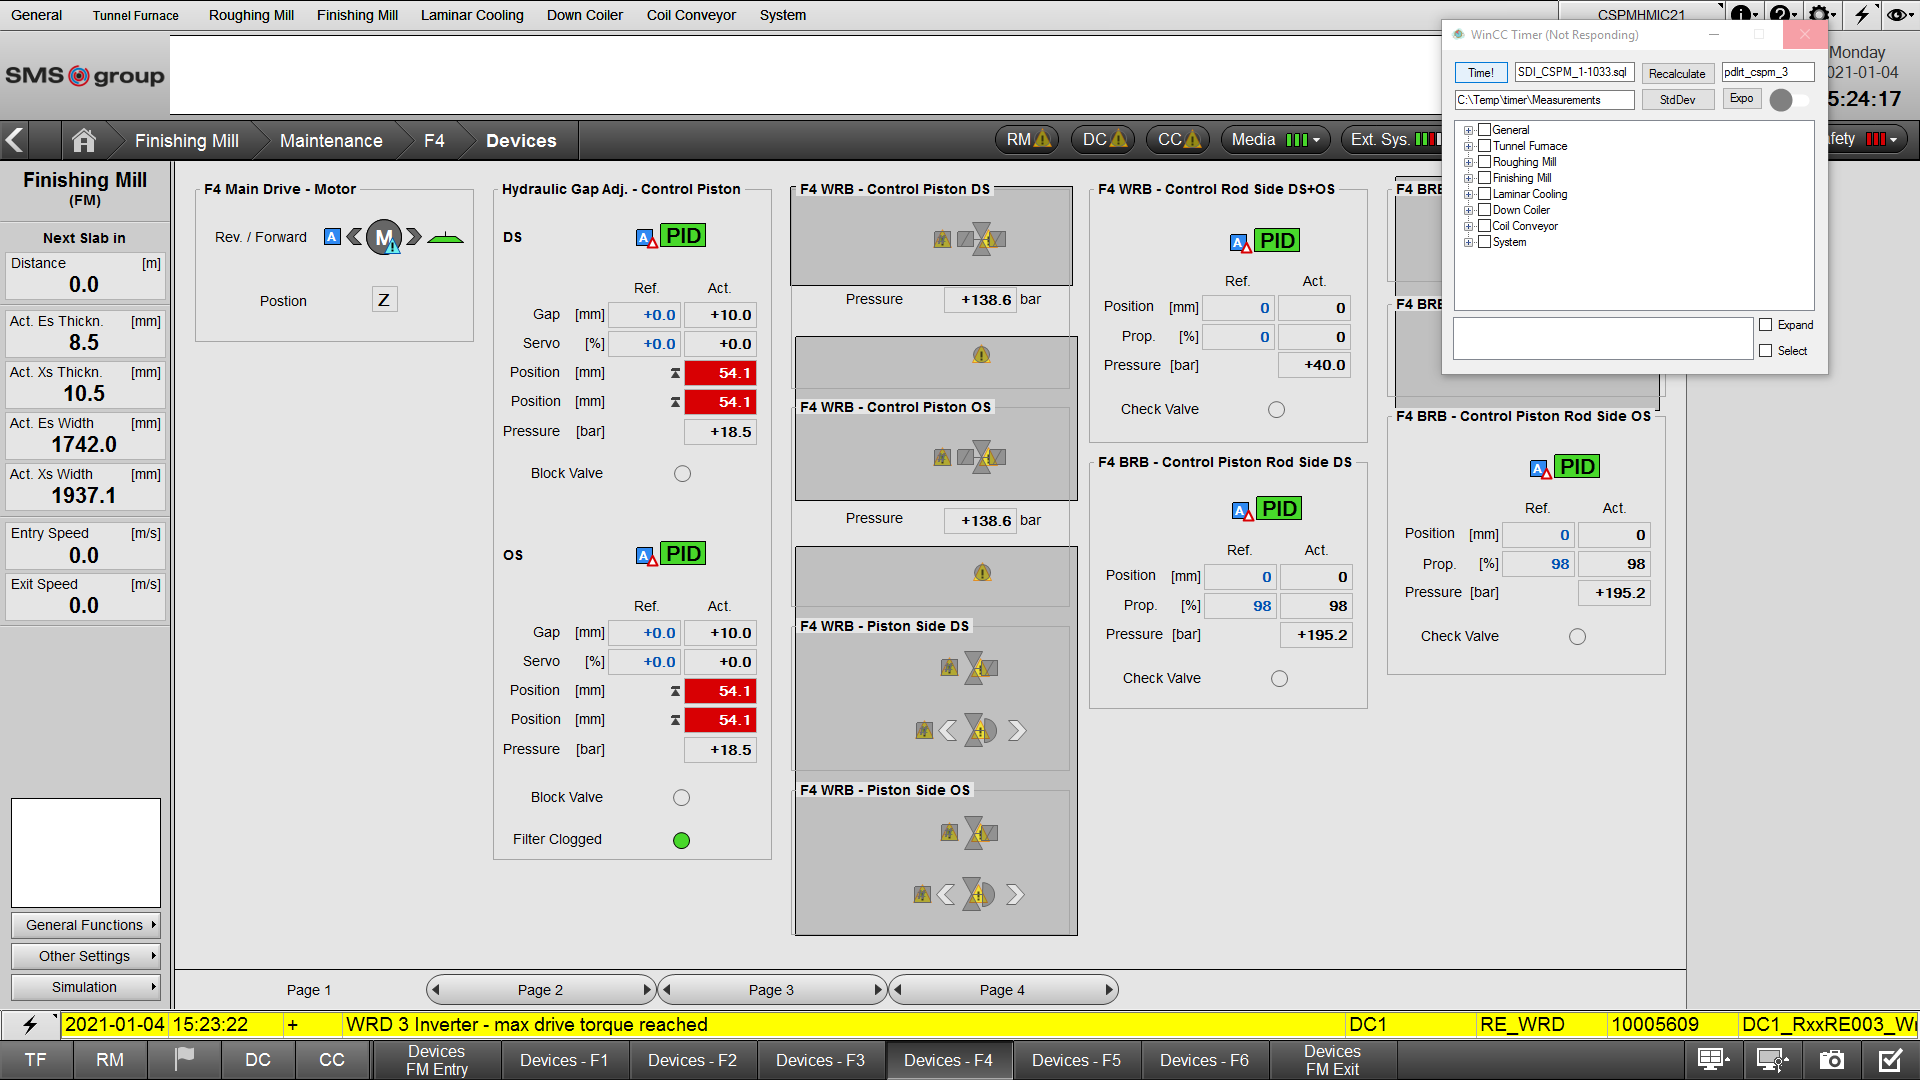 General Tunnel Furnace Roughing Mill Finishing Mill Laminar Cooling Down Coiler Coil Conveyor System CSPMHMIC21
SMS group
WinCC Timer (Not Responding)
Monday
021-01-04
5:24:17
Time! SDI_CSPM_1-1033.sql Recalculate pdlrt_cspm_3
C:\Temp\timer\Measurements StdDev Expo
General
Tunnel Furnace
Roughing Mill
Finishing Mill
Laminar Cooling
Down Coiler
Coil Conveyor
System
Expand
Select
Finishing Mill Maintenance F4 Devices RM DC CC Media Ext. Sys. afety
Finishing Mill
(FM)
Next Slab in
Distance [m]
0.0
Act. Es Thickn. [mm]
8.5
Act. Xs Thickn. [mm]
10.5
Act. Es Width [mm]
1742.0
Act. Xs Width [mm]
1937.1
Entry Speed [m/s]
0.0
Exit Speed [m/s]
0.0
General Functions
Other Settings
Simulation
F4 Main Drive - Motor
Rev. / Forward A M
Postion Z
Hydraulic Gap Adj. - Control Piston
DS A PID
Ref. Act.
Gap [mm] +0.0 +10.0
Servo [%] +0.0 +0.0
Position [mm] 54.1
Position [mm] 54.1
Pressure [bar] +18.5
Block Valve
OS A PID
Ref. Act.
Gap [mm] +0.0 +10.0
Servo [%] +0.0 +0.0
Position [mm] 54.1
Position [mm] 54.1
Pressure [bar] +18.5
Block Valve
Filter Clogged
F4 WRB - Control Piston DS
Pressure +138.6 bar
F4 WRB - Control Piston OS
Pressure +138.6 bar
F4 WRB - Piston Side DS
F4 WRB - Piston Side OS
F4 WRB - Control Rod Side DS+OS
A PID
Ref. Act.
Position [mm] 0 0
Prop. [%] 0 0
Pressure [bar] +40.0
Check Valve
F4 BRB - Control Piston Rod Side DS
A PID
Ref. Act.
Position [mm] 0 0
Prop. [%] 98 98
Pressure [bar] +195.2
Check Valve
F4 BRB
F4 BRB
F4 BRB - Control Piston Rod Side OS
A PID
Ref. Act.
Position [mm] 0 0
Prop. [%] 98 98
Pressure [bar] +195.2
Check Valve
Page 1 Page 2 Page 3 Page 4
2021-01-04 15:23:22 + WRD 3 Inverter - max drive torque reached DC1 RE_WRD 10005609 DC1_RxxRE003_Wr
TF RM DC CC Devices FM Entry Devices - F1 Devices - F2 Devices - F3 Devices - F4 Devices - F5 Devices - F6 Devices FM Exit